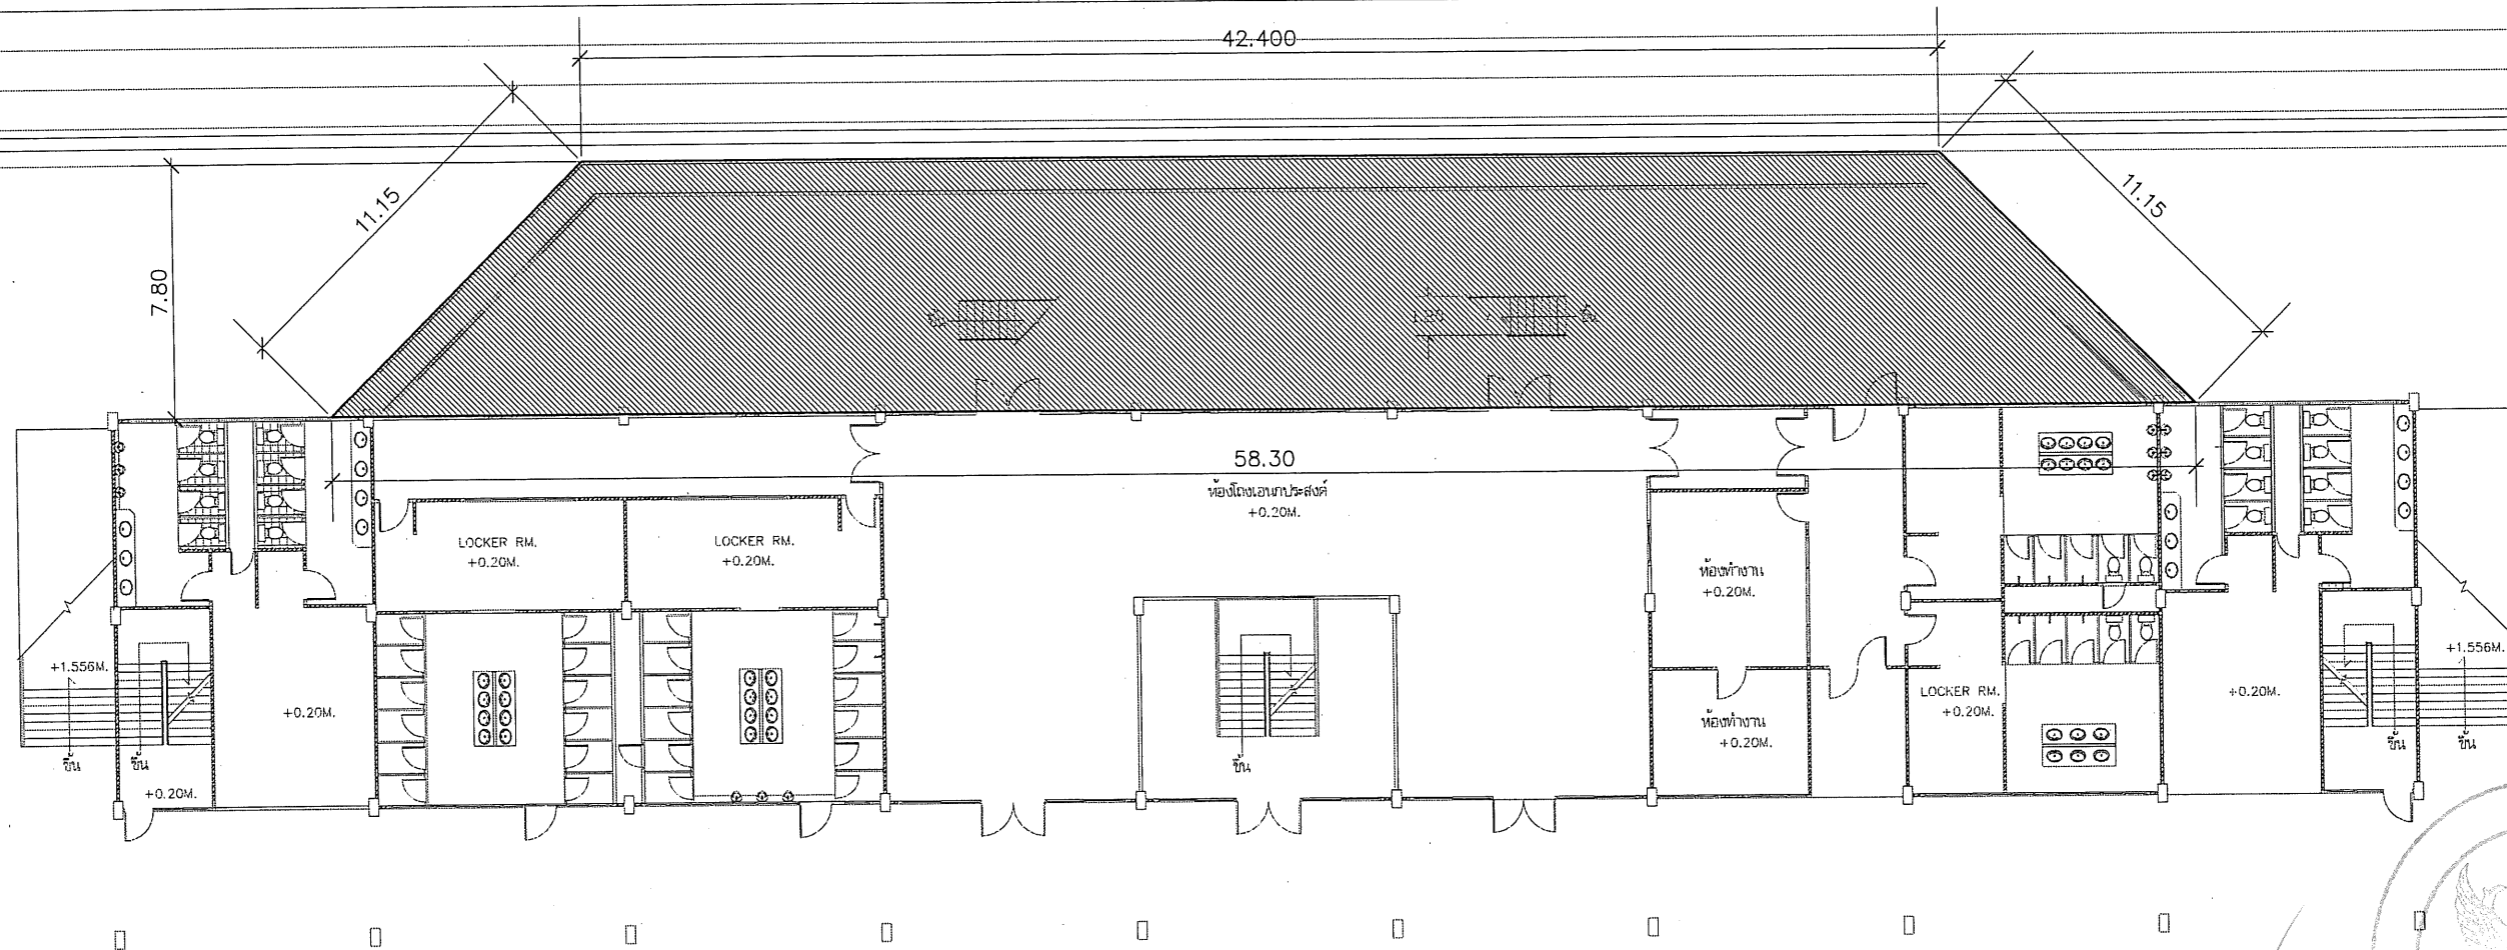 42.400
11.15
11.15
7.80
58.30
ห้องโถงเอนกประสงค์
+0.20M.
LOCKER RM.
+0.20M.
LOCKER RM.
+0.20M.
ห้องทำงาน
+0.20M.
+1.556M.
+0.20M.
ขึ้น
ขึ้น
+0.20M.
ขึ้น
ห้องทำงาน
+0.20M.
LOCKER RM.
+0.20M.
+0.20M.
+1.556M.
ขึ้น
ขึ้น